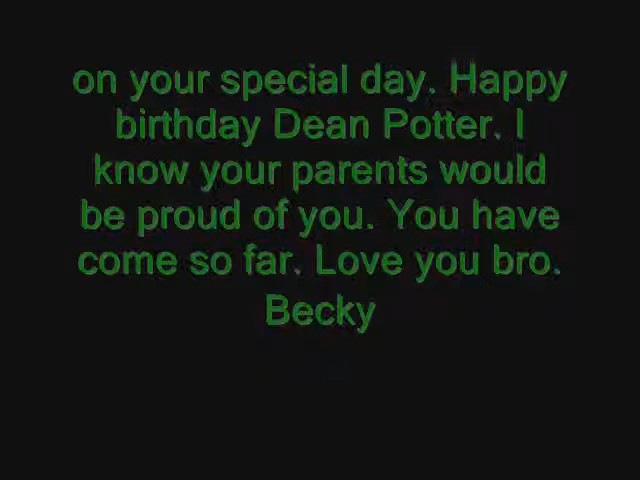 on your special day. Happy
birthday Dean Potter. I
know your parents would
be proud of you. You have
come so far. Love you bro.
Becky